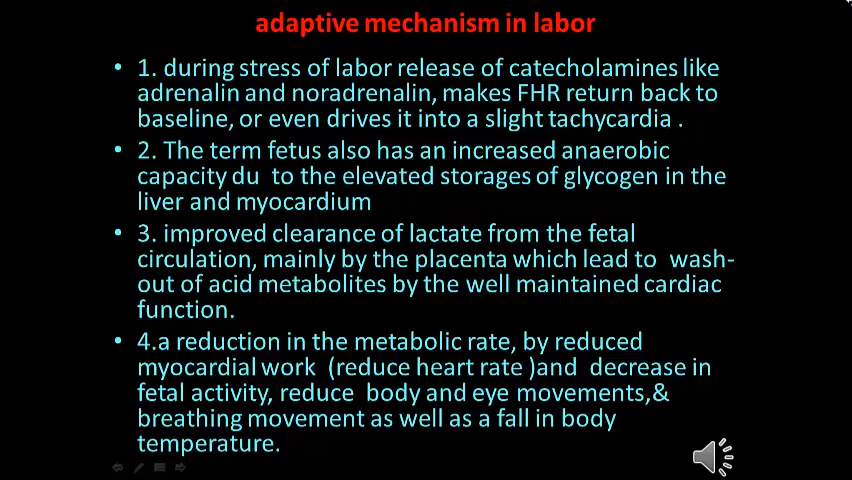 adaptive mechanism in labor
• 1. during stress of labor release of catecholamines like
adrenalin and noradrenalin, makes FHR return back to
baseline, or even drives it into a slight tachycardia .
• 2. The term fetus also has an increased anaerobic
capacity du  to the elevated storages of glycogen in the
liver and myocardium
• 3. improved clearance of lactate from the fetal
circulation, mainly by the placenta which lead to  wash-
out of acid metabolites by the well maintained cardiac
function.
• 4.a reduction in the metabolic rate, by reduced
myocardial work  (reduce heart rate )and  decrease in
fetal activity, reduce  body and eye movements,&
breathing movement as well as a fall in body
temperature.